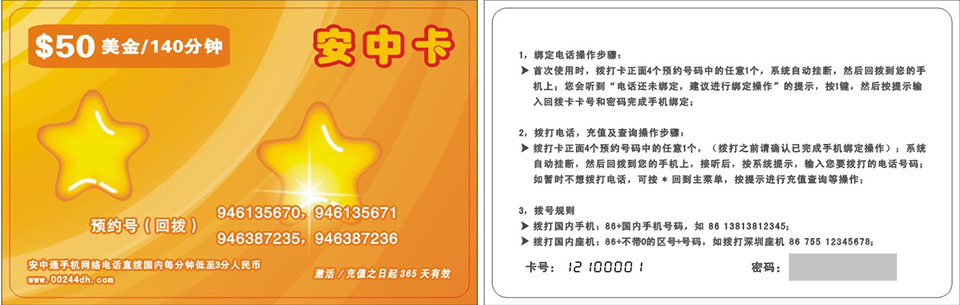 $50 美金/140分钟
安中卡
预约号（回拨） 946135670，946135671
946387235，946387236
安中通手机网络电话直拨国内每分钟低至3分人民币
www.00244dh.com
激活/充值之日起365天有效
1，绑定电话操作步骤：
首次使用时，拨打卡正面4个预约号码中的任意1个，系统自动挂断，然后回拨到您的手
机上；您会听到“电话还未绑定，建议进行绑定操作”的提示，按1键，然后按提示输
入回拨卡卡号和密码完成手机绑定；
2，拨打电话，充值及查询操作步骤：
拨打卡正面4个预约号码中的任意1个，（拨打之前请确认已完成手机绑定操作）；系统
自动挂断，然后回拨到您的手机上，接听后，按系统提示，输入您要拨打的电话号码；
如暂时不想拨打电话，可按 * 回到主菜单，按提示进行充值查询等操作；
3，拨号规则
拨打国内手机：86+国内手机号码，如 86 13813812345；
拨打国内座机：86+不带0的区号+号码，如拨打深圳座机 86 755 12345678；
卡号：12100001 密码：